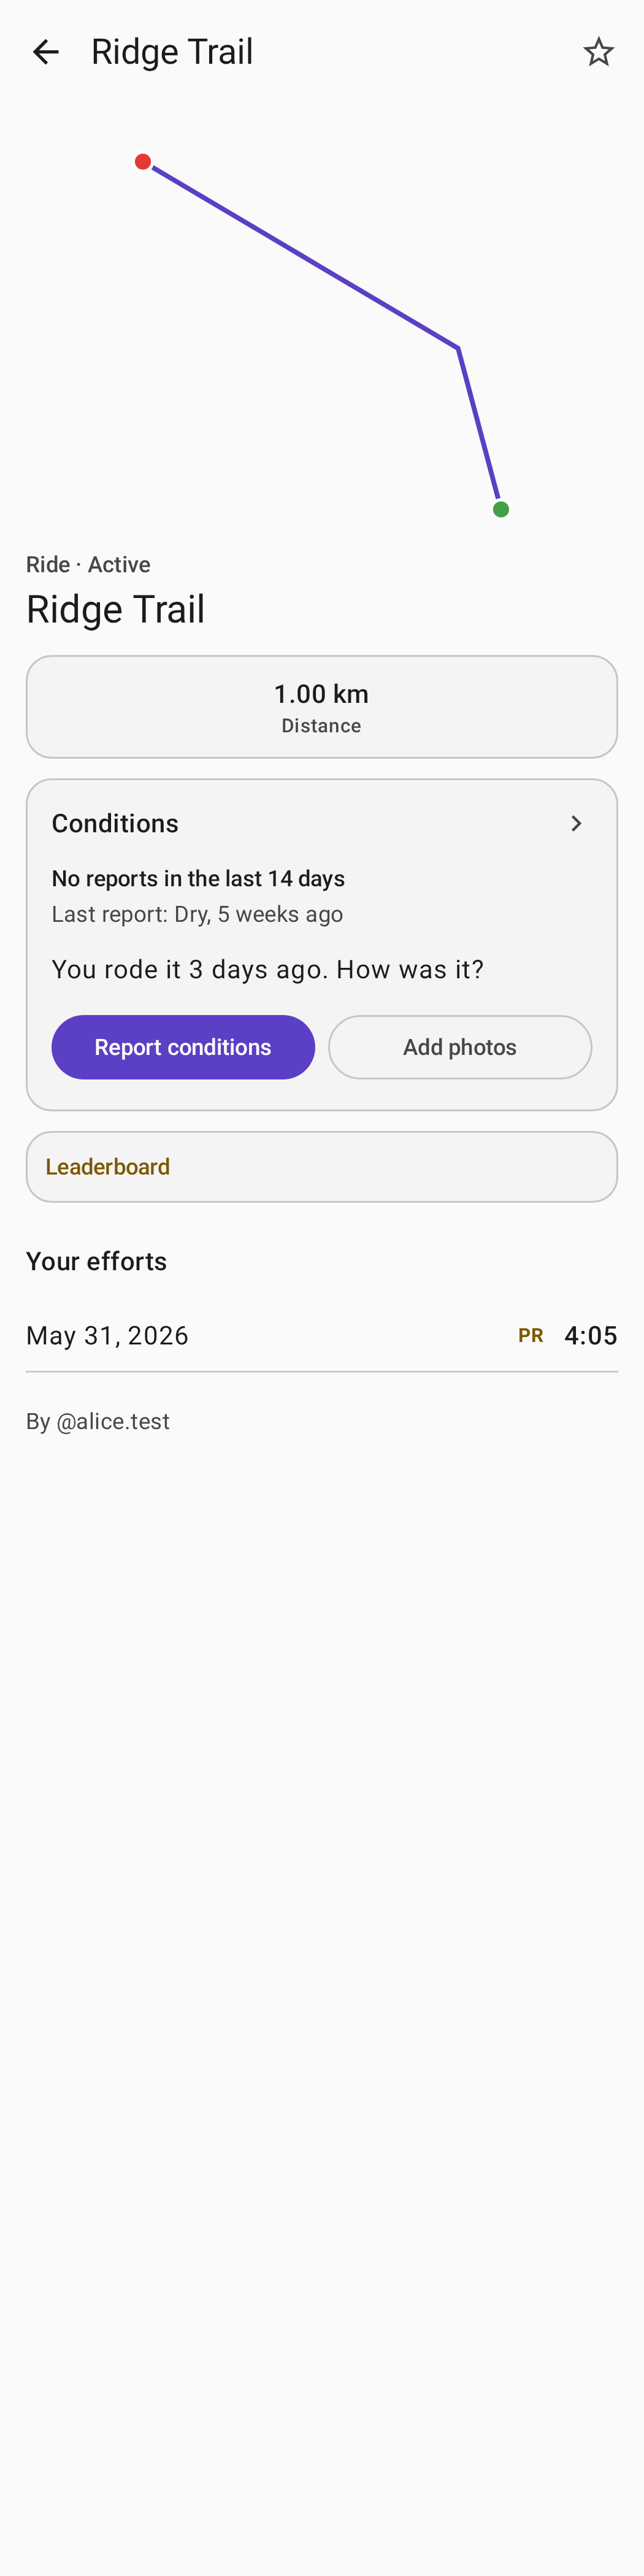 Ridge Trail
Ride · Active
Ridge Trail
1.00 km
Distance
Conditions
No reports in the last 14 days
Last report: Dry, 5 weeks ago
You rode it 3 days ago. How was it?
Report conditions
Add photos
Leaderboard
Your efforts
May 31, 2026 PR 4:05
By @alice.test